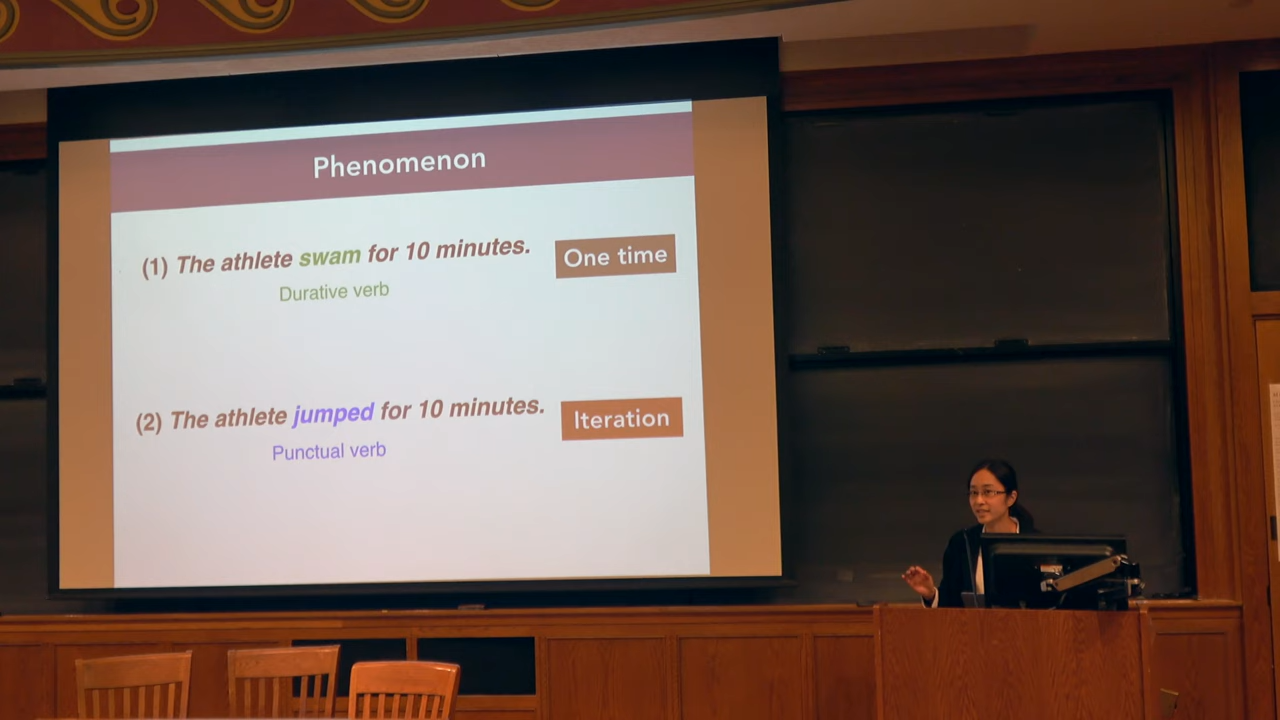 Phenomenon
(1) The athlete swam for 10 minutes. One time
Durative verb
(2) The athlete jumped for 10 minutes. Iteration
Punctual verb